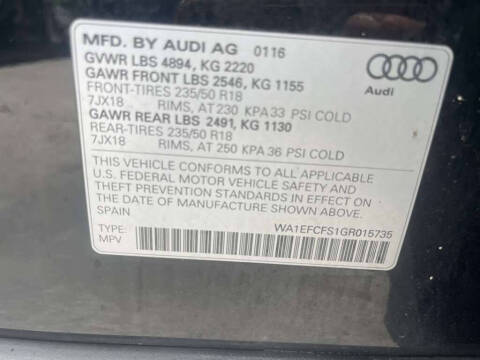 MFD. BY AUDI AG 0116
GVWR LBS 4894, KG 2220
GAWR FRONT LBS 2546, KG 1155
FRONT-TIRES 235/50 R18
7JX18 RIMS, AT 230 KPA 33 PSI COLD
GAWR REAR LBS 2491, KG 1130
REAR-TIRES 235/50 R18
7JX18 RIMS, AT 250 KPA 36 PSI COLD
THIS VEHICLE CONFORMS TO ALL APPLICABLE
U.S. FEDERAL MOTOR VEHICLE SAFETY AND
THEFT PREVENTION STANDARDS IN EFFECT ON
THE DATE OF MANUFACTURE SHOWN ABOVE.
SPAIN
WA1EFCFS1GR015735
TYPE:
MPV
Audi